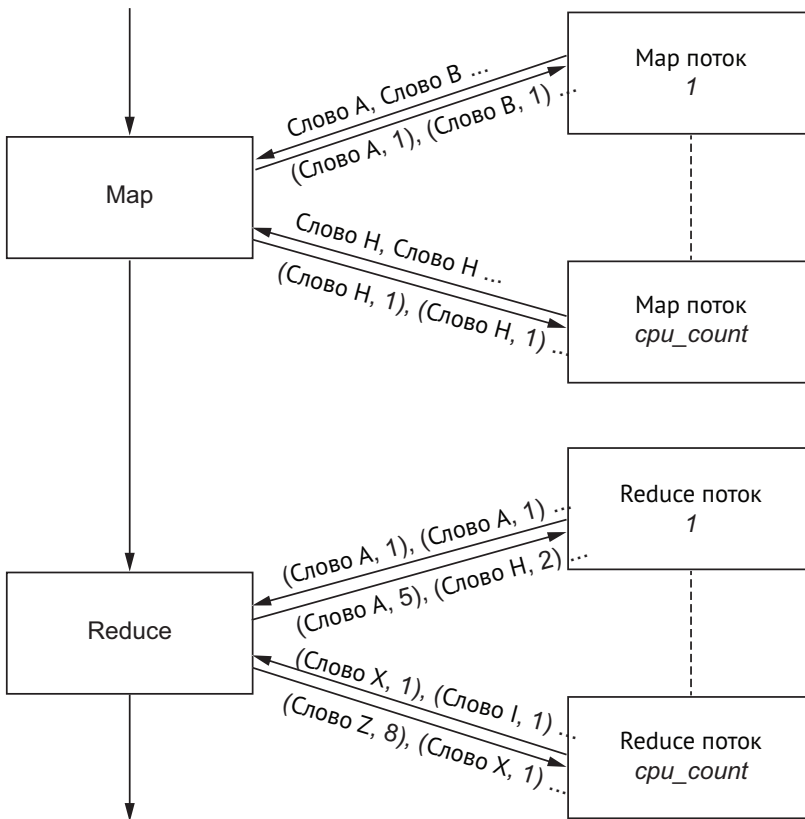 Map поток
1
Слово A, Слово B ...
(Слово A, 1), (Слово B, 1) ...
Map
Слово H, Слово H ...
(Слово H, 1), (Слово H, 1) ...
Map поток
cpu_count
Reduce поток
1
(Слово A, 1), (Слово A, 1) ...
(Слово A, 5), (Слово H, 2) ...
Reduce
(Слово X, 1), (Слово I, 1) ...
(Слово Z, 8), (Слово X, 1) ...
Reduce поток
cpu_count